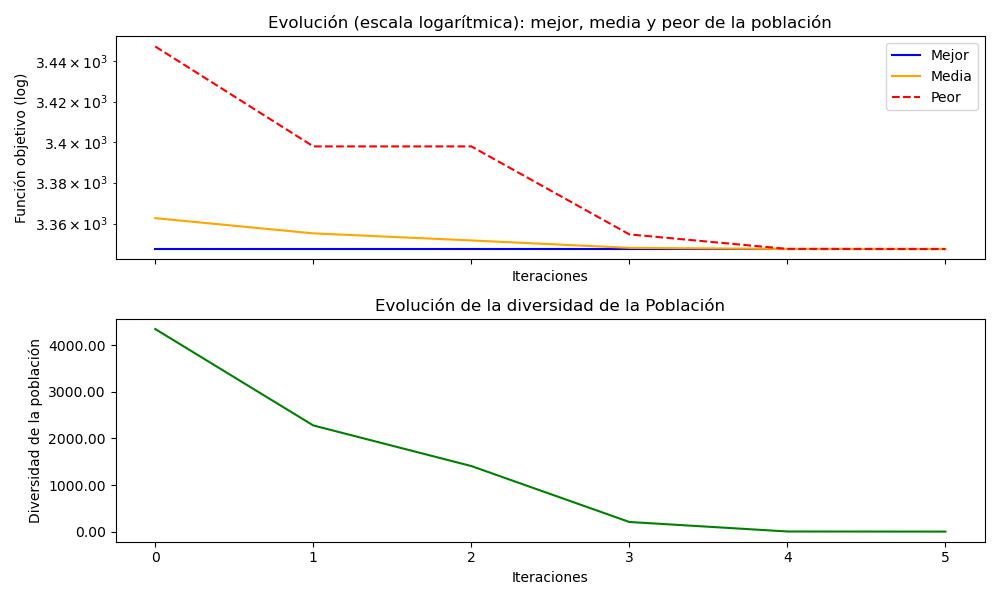 Evolución (escala logarítmica): mejor, media y peor de la población
Función objetivo (log)
3.44 × 10³
3.42 × 10³
3.4 × 10³
3.38 × 10³
3.36 × 10³
Mejor
Media
Peor
Iteraciones
Evolución de la diversidad de la Población
Diversidad de la población
4000.00
3000.00
2000.00
1000.00
0.00
0 1 2 3 4 5
Iteraciones